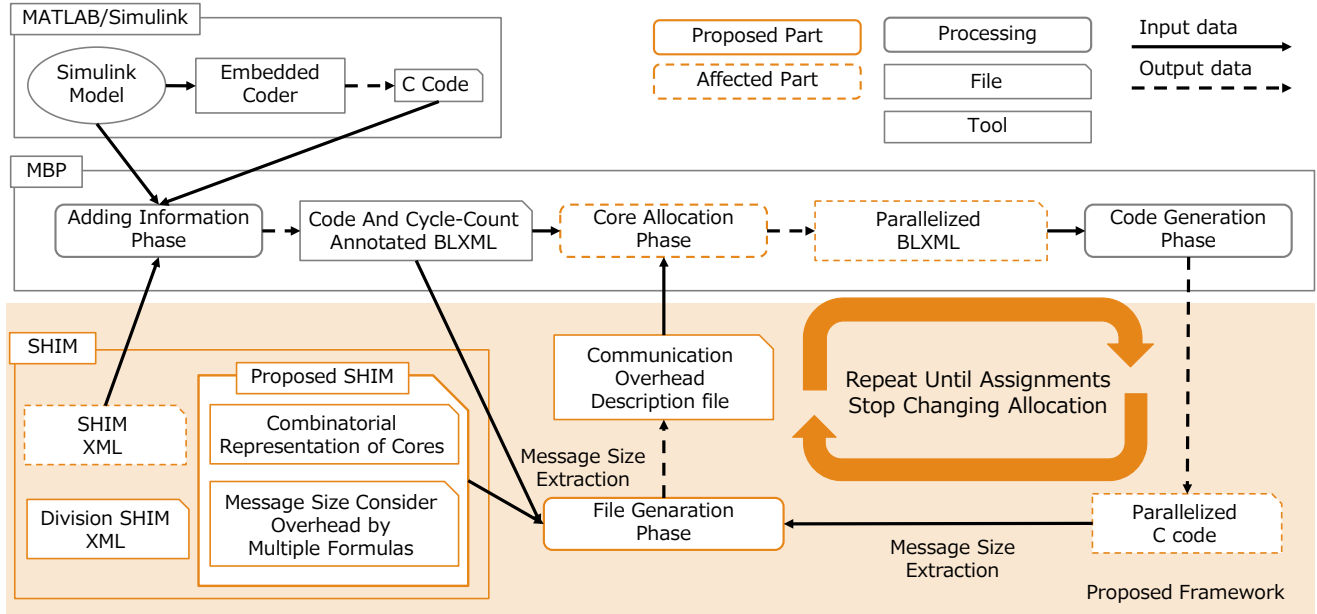 MATLAB/Simulink
Simulink
Model
Embedded
Coder
C Code
Proposed Part
Affected Part
Processing
File
Tool
Input data
Output data
MBP
Adding Information
Phase
Code And Cycle-Count
Annotated BLXML
Core Allocation
Phase
Parallelized
BLXML
Code Generation
Phase
SHIM
SHIM
XML
Division SHIM
XML
Proposed SHIM
Combinatorial
Representation of Cores
Message Size Consider
Overhead by
Multiple Formulas
Communication
Overhead
Description file
Message Size
Extraction
File Genaration
Phase
Repeat Until Assignments
Stop Changing Allocation
Message Size
Extraction
Parallelized
C code
Proposed Framework